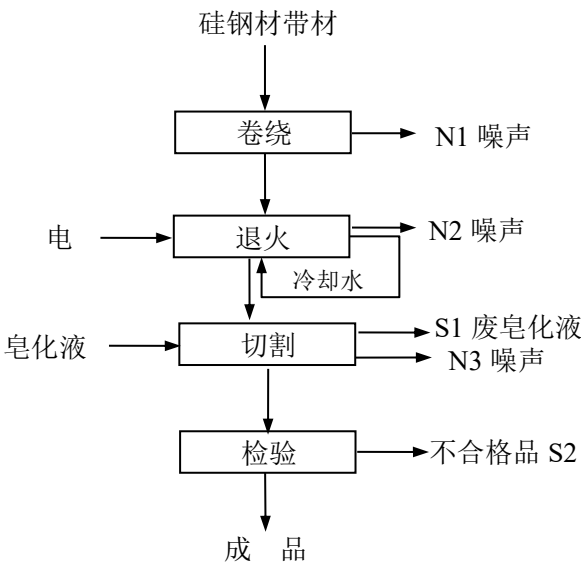 硅钢材带材
卷绕
N1 噪声
电
退火
N2 噪声
冷却水
皂化液
切割
S1 废皂化液
N3 噪声
检验
不合格品 S2
成 品